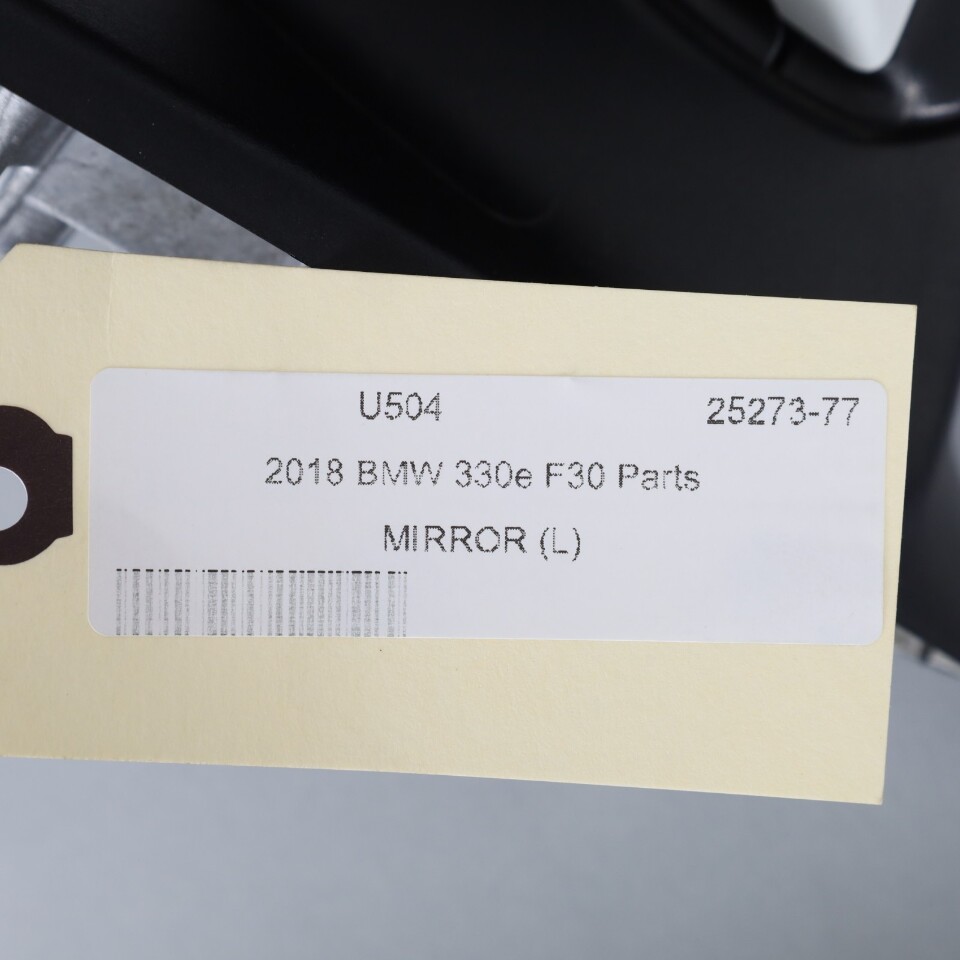 U504 25273-77
2018 BMW 330e F30 Parts
MIRROR (L)